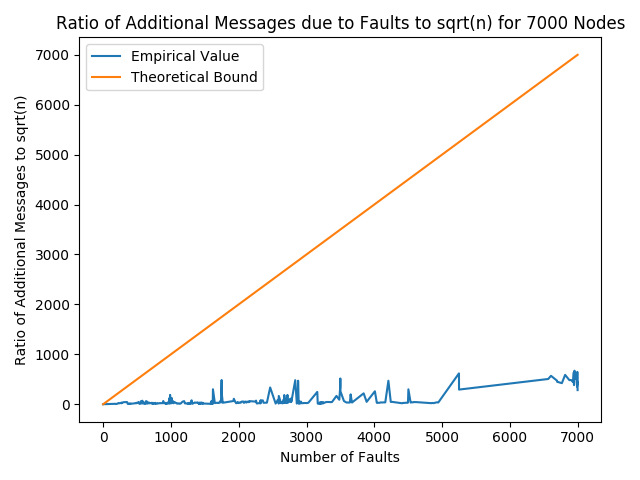 Ratio of Additional Messages due to Faults to sqrt(n) for 7000 Nodes
Empirical Value
Theoretical Bound
Ratio of Additional Messages to sqrt(n)
7000
6000
5000
4000
3000
2000
1000
0
0 1000 2000 3000 4000 5000 6000 7000
Number of Faults